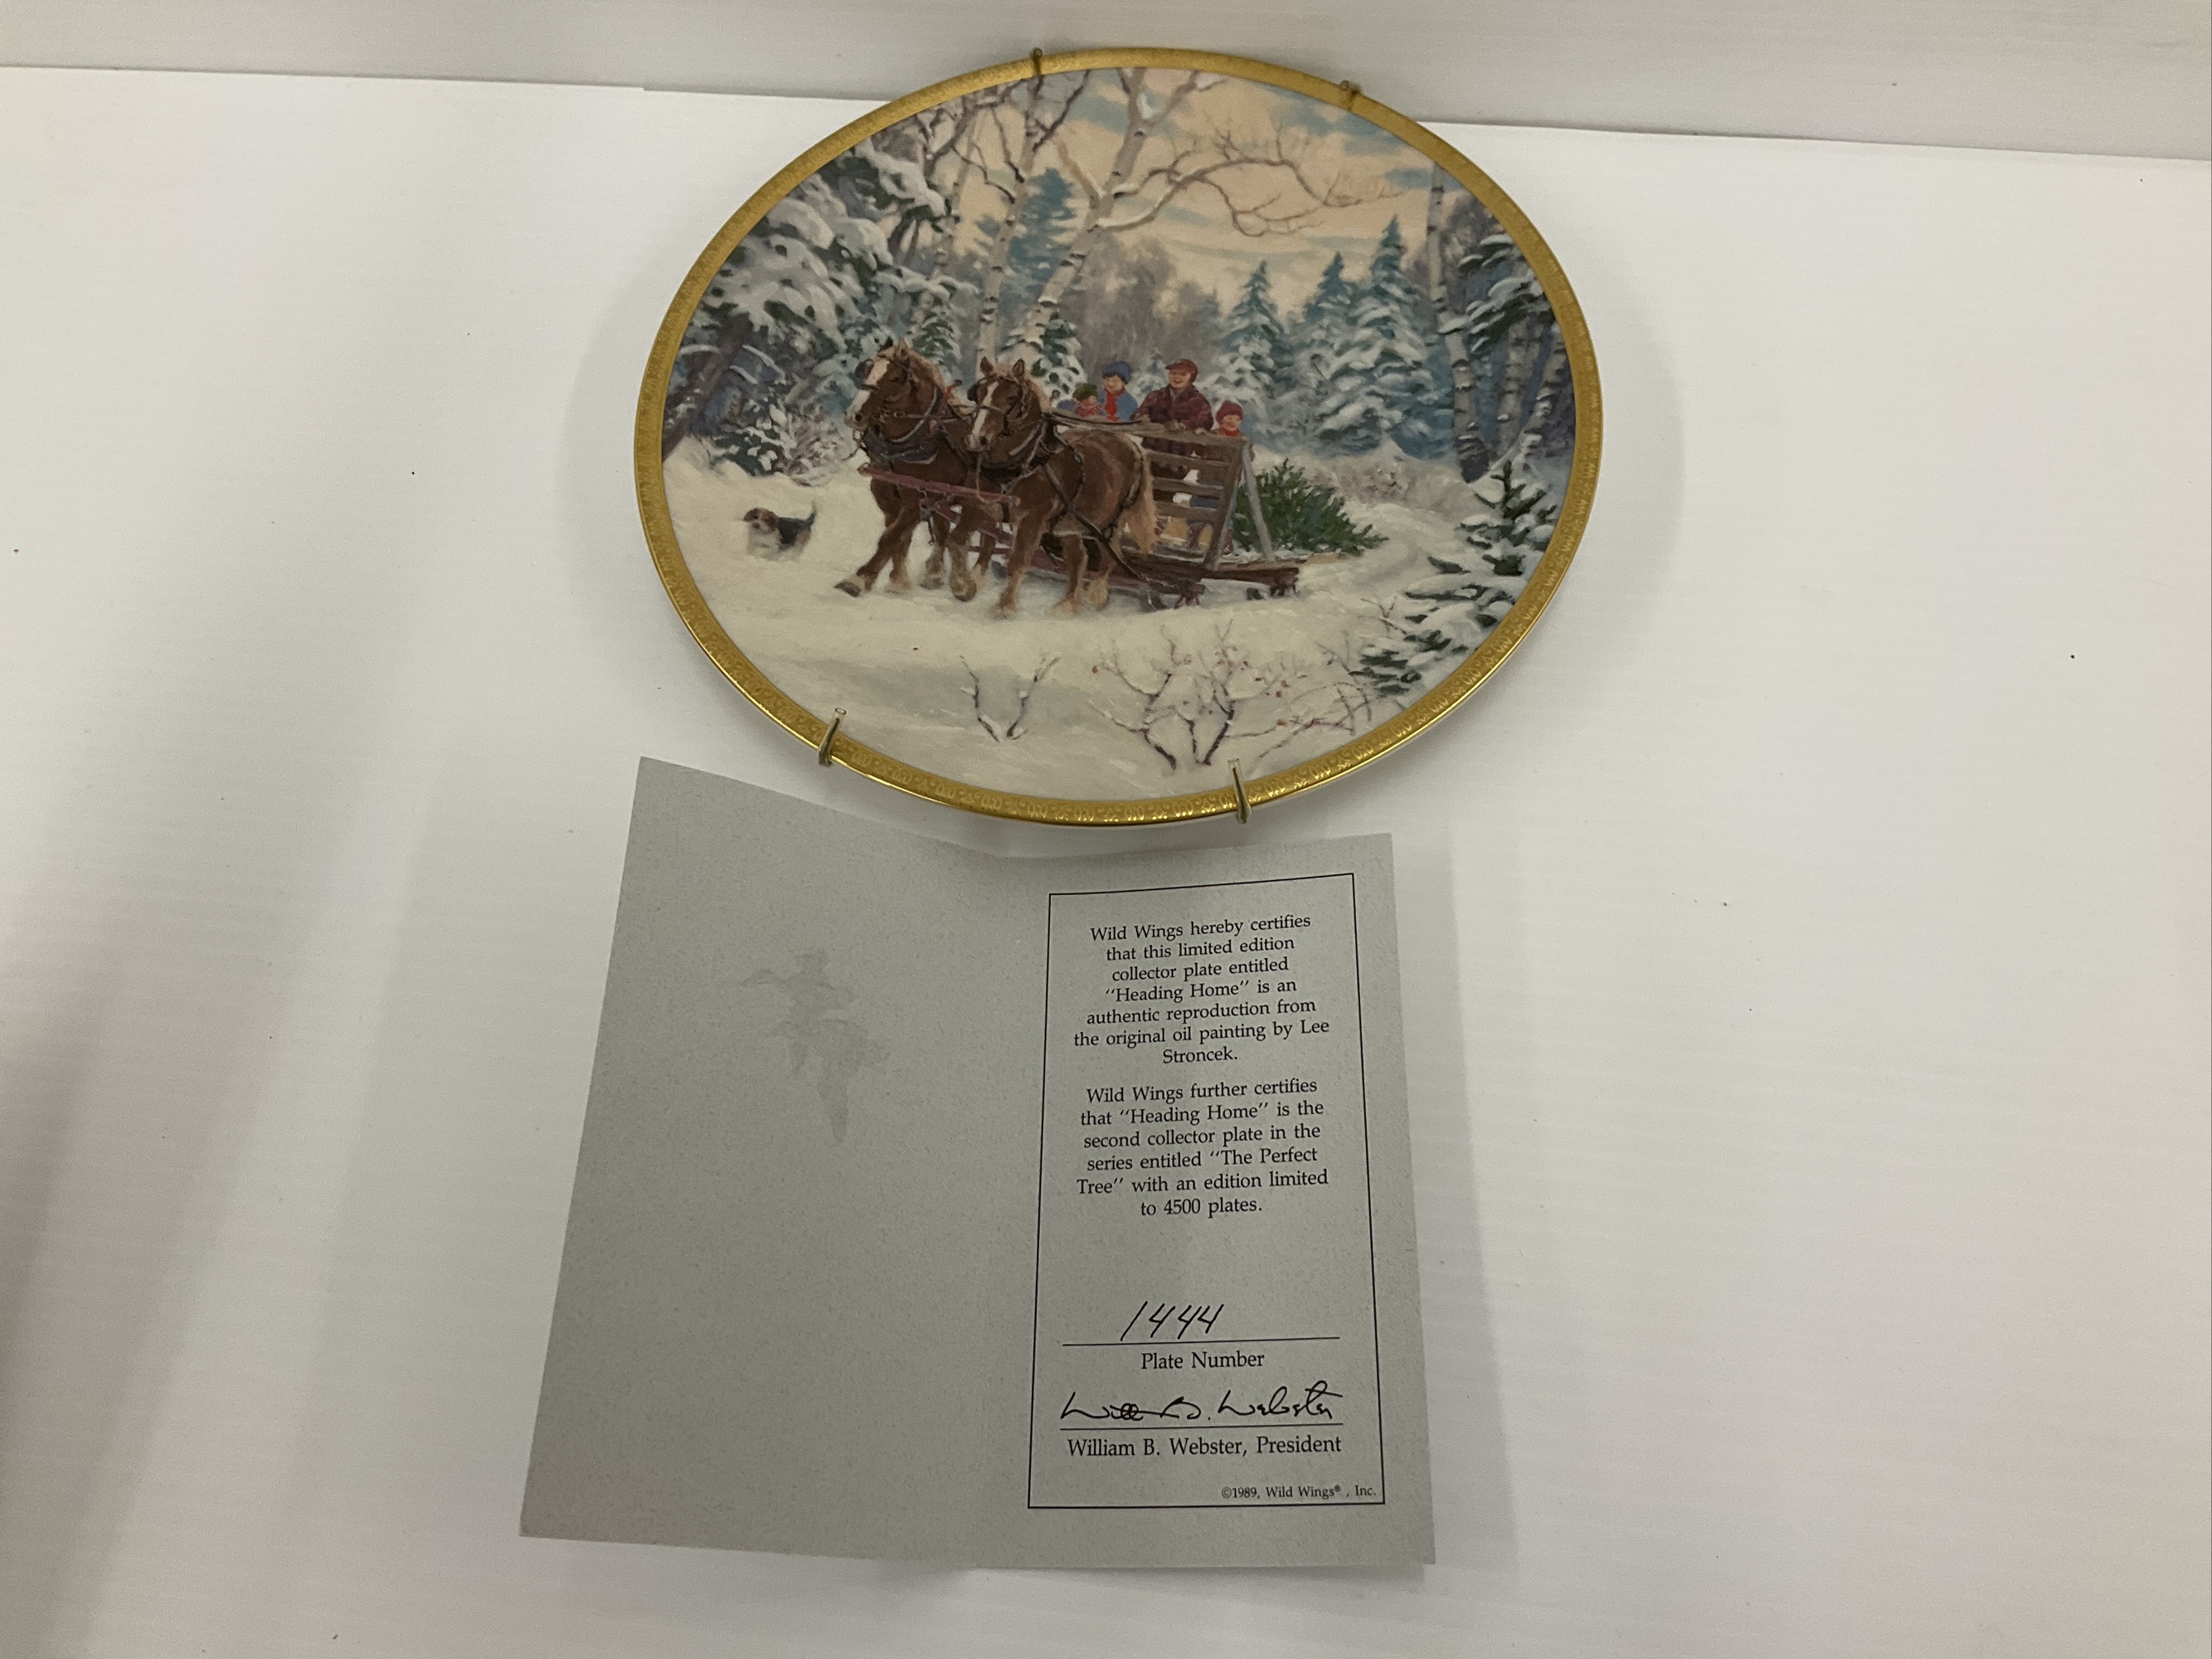 Wild Wings hereby certifies
that this limited edition
collector plate entitled
''Heading Home'' is an
authentic reproduction from
the original oil painting by Lee
Stroncek.
Wild Wings further certifies
that ''Heading Home'' is the
second collector plate in the
series entitled ''The Perfect
Tree'' with an edition limited
to 4500 plates.
1444
Plate Number
Will B. Webster
William B. Webster, President
©1989, Wild Wings®, Inc.